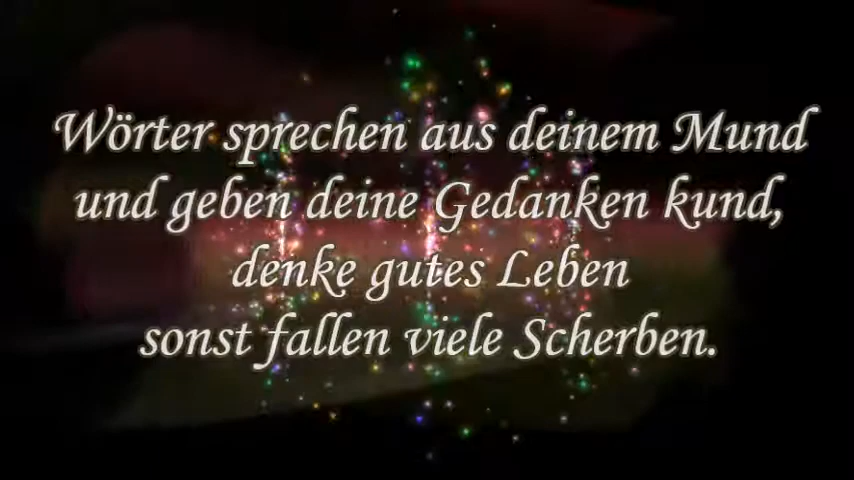 Wörter sprechen aus deinem Mund
und geben deine Gedanken kund,
denke gutes Leben
sonst fallen viele Scherben.